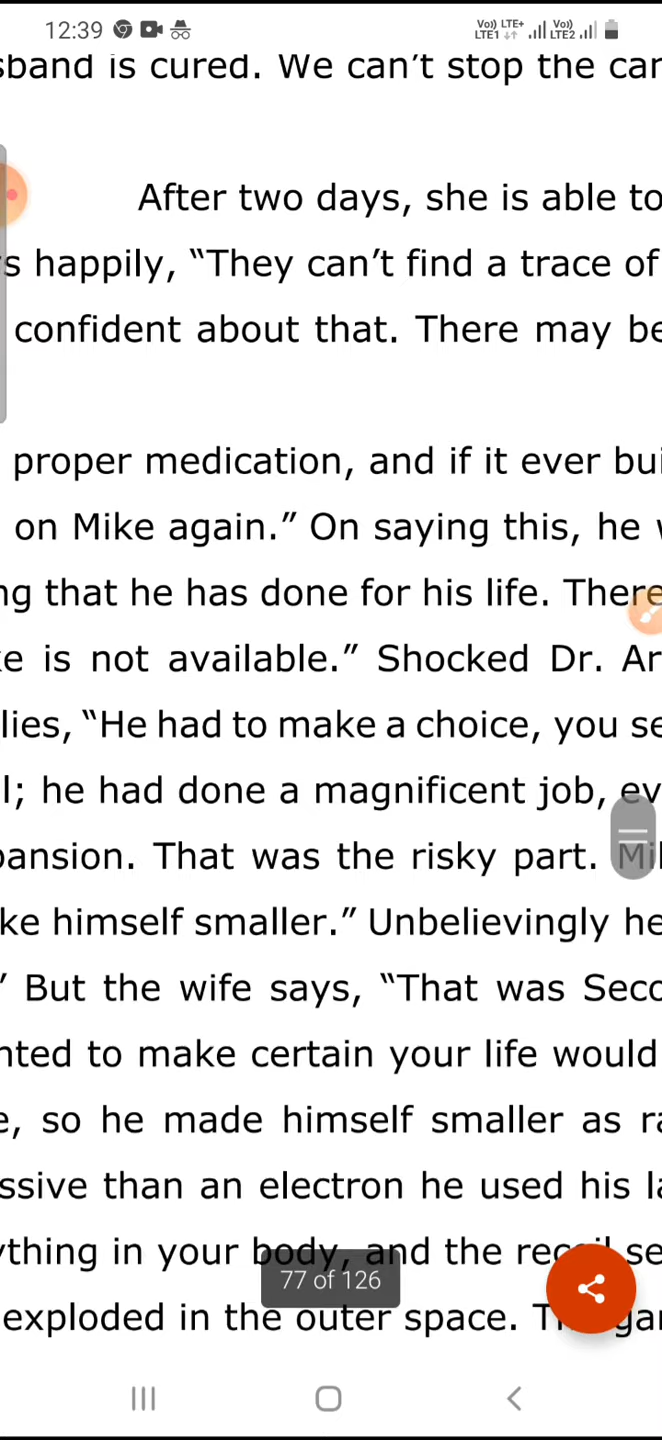 12:39
Vo)) LTE+ LTE1 Vo)) LTE2
sband is cured. We can't stop the car
After two days, she is able to
s happily, “They can't find a trace of
confident about that. There may be
proper medication, and if it ever bui
on Mike again.” On saying this, he
ng that he has done for his life. There
e is not available.” Shocked Dr. Ar
lies, “He had to make a choice, you se
l; he had done a magnificent job, ev
pansion. That was the risky part. Mi
ke himself smaller.” Unbelievingly he
” But the wife says, “That was Seco
nted to make certain your life would
e, so he made himself smaller as ra
ssive than an electron he used his la
ything in your body, and the recoil se
77 of 126
exploded in the outer space. gar